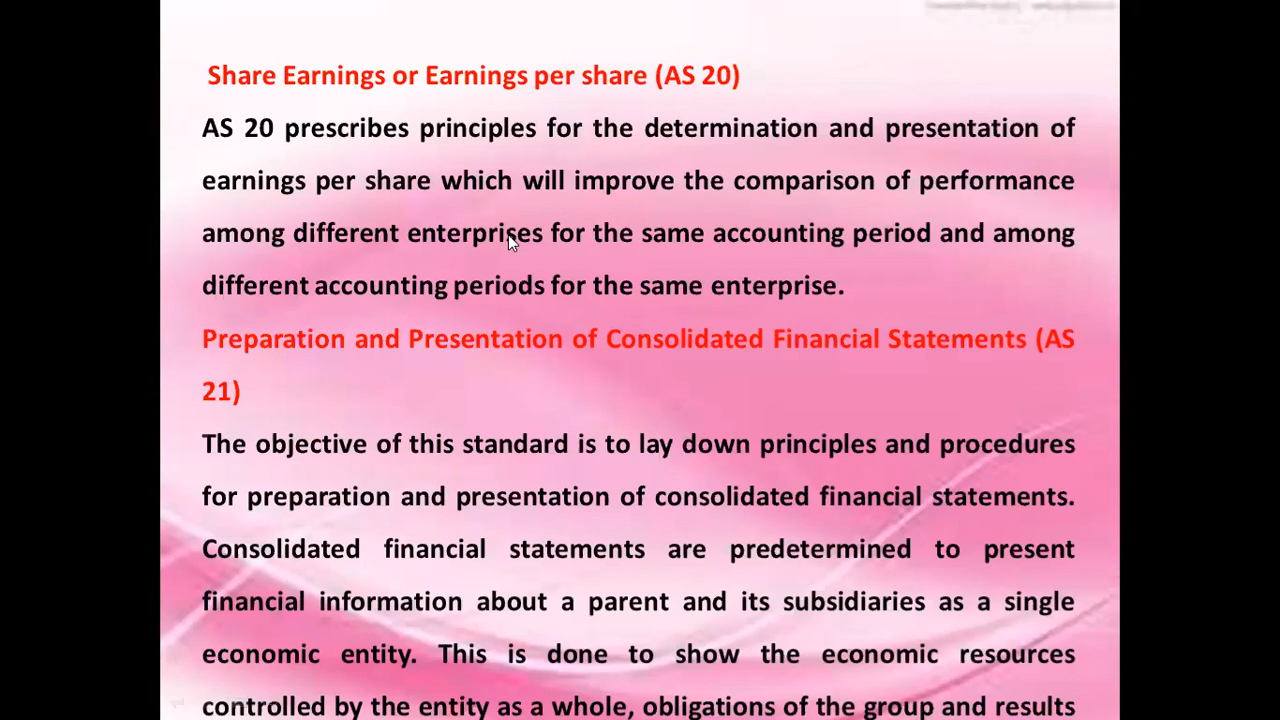 Share Earnings or Earnings per share (AS 20)
AS 20 prescribes principles for the determination and presentation of
earnings per share which will improve the comparison of performance
among different enterprises for the same accounting period and among
different accounting periods for the same enterprise.
Preparation and Presentation of Consolidated Financial Statements (AS
21)
The objective of this standard is to lay down principles and procedures
for preparation and presentation of consolidated financial statements.
Consolidated financial statements are predetermined to present
financial information about a parent and its subsidiaries as a single
economic entity. This is done to show the economic resources
controlled by the entity as a whole, obligations of the group and results